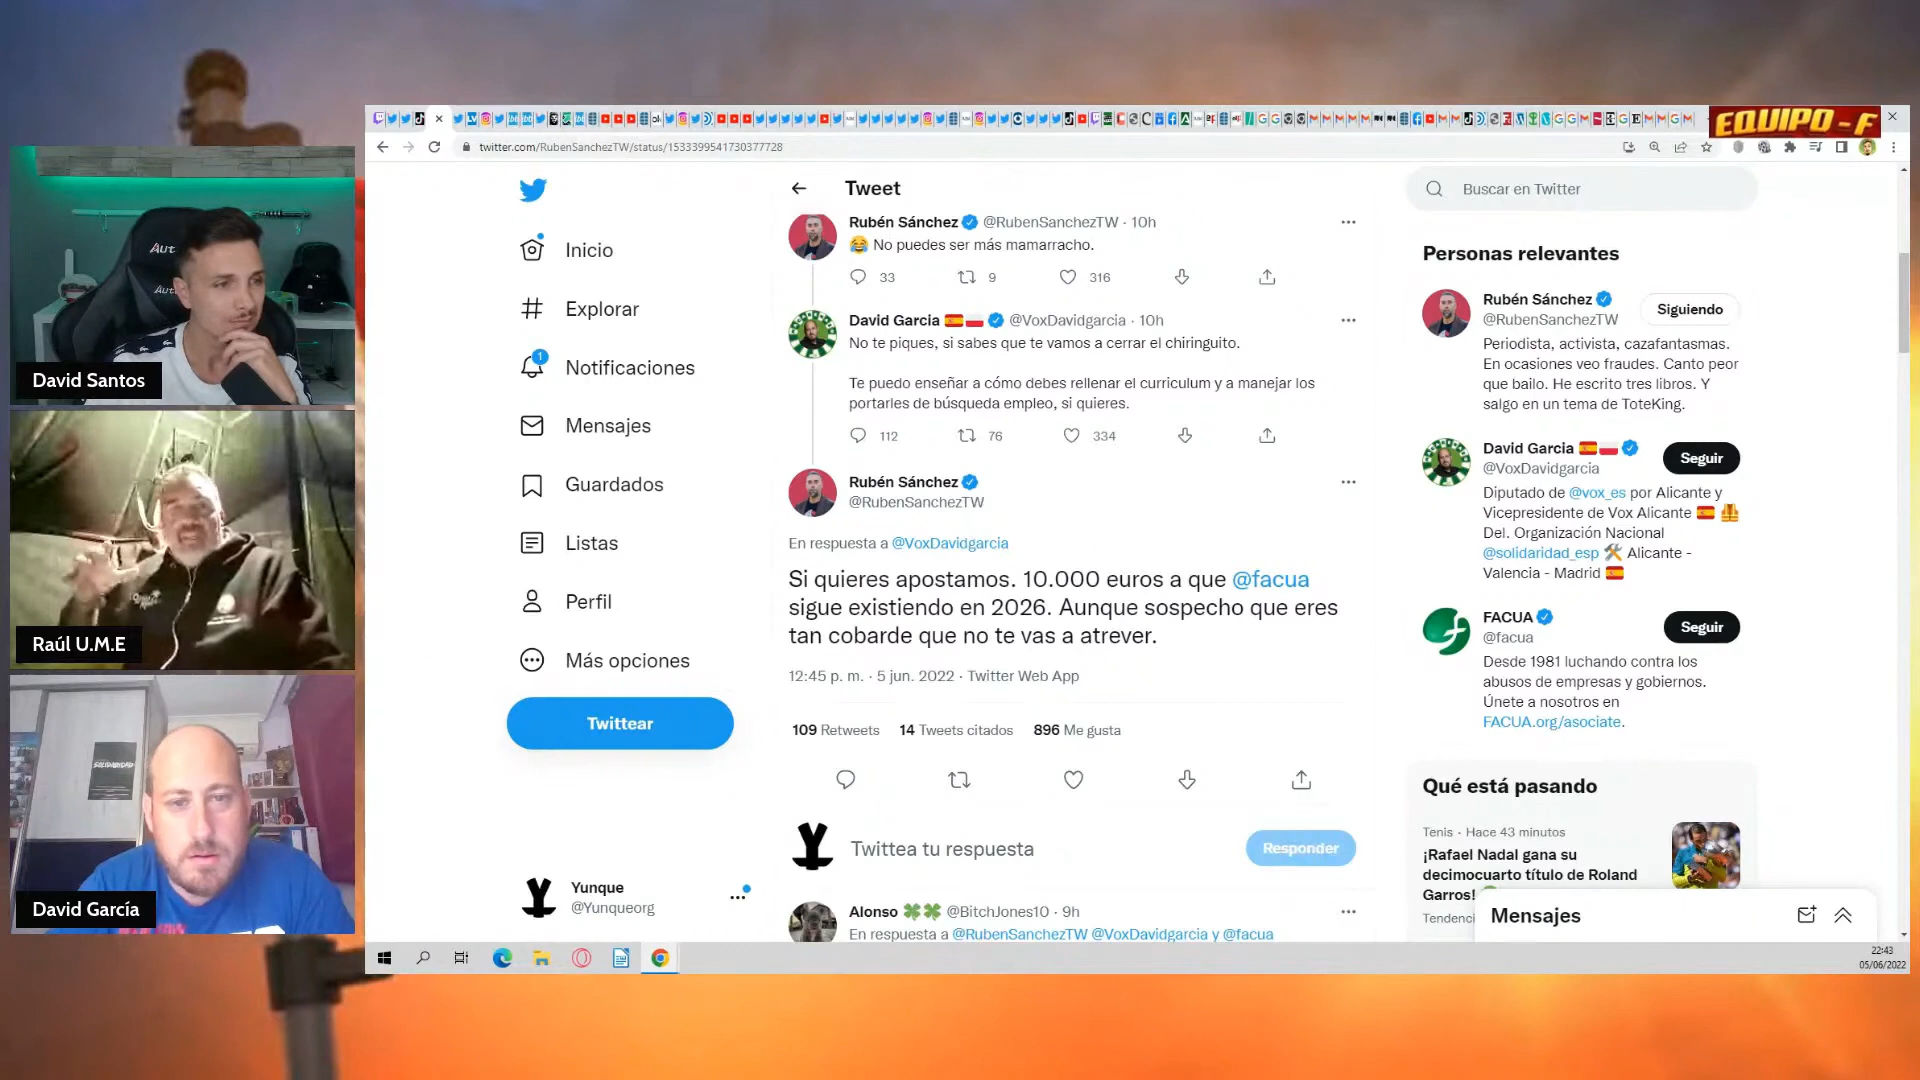 EQUIPO-F
twitter.com/RubenSanchezTW/status/1533399541730377728
Inicio
Explorar
1
Notificaciones
Mensajes
Guardados
Listas
Perfil
Más opciones
Twittear
Yunque
@Yunqueorg
Tweet
Rubén Sánchez @RubenSanchezTW · 10h
😂 No puedes ser más mamarracho.
33 9 316
David Garcia 🇪🇸🇵🇱 @VoxDavidgarcia · 10h
No te piques, si sabes que te vamos a cerrar el chiringuito.
Te puedo enseñar a cómo debes rellenar el curriculum y a manejar los
portarles de búsqueda empleo, si quieres.
112 76 334
Rubén Sánchez
@RubenSanchezTW
En respuesta a @VoxDavidgarcia
Si quieres apostamos. 10.000 euros a que @facua
sigue existiendo en 2026. Aunque sospecho que eres
tan cobarde que no te vas a atrever.
12:45 p. m. · 5 jun. 2022 · Twitter Web App
109 Retweets 14 Tweets citados 896 Me gusta
Twittea tu respuesta
Responder
Alonso 🍀🍀 @BitchJones10 · 9h
En respuesta a @RubenSanchezTW @VoxDavidgarcia y @facua
Buscar en Twitter
Personas relevantes
Rubén Sánchez
@RubenSanchezTW
Siguiendo
Periodista, activista, cazafantasmas.
En ocasiones veo fraudes. Canto peor
que bailo. He escrito tres libros. Y
salgo en un tema de ToteKing.
David Garcia 🇪🇸🇵🇱
@VoxDavidgarcia
Seguir
Diputado de @vox_es por Alicante y
Vicepresidente de Vox Alicante 🇪🇸 🦺
Del. Organización Nacional
@solidaridad_esp 🛠 Alicante -
Valencia - Madrid 🇪🇸
FACUA
@facua
Seguir
Desde 1981 luchando contra los
abusos de empresas y gobiernos.
Únete a nosotros en
FACUA.org/asociate.
Qué está pasando
Tenis · Hace 43 minutos
¡Rafael Nadal gana su
decimocuarto título de Roland
Garros!
Tendenci
Mensajes
22:43
05/06/2022
Aut
Aut
David Santos
Raúl U.M.E
SOLIDARIDAD
David García